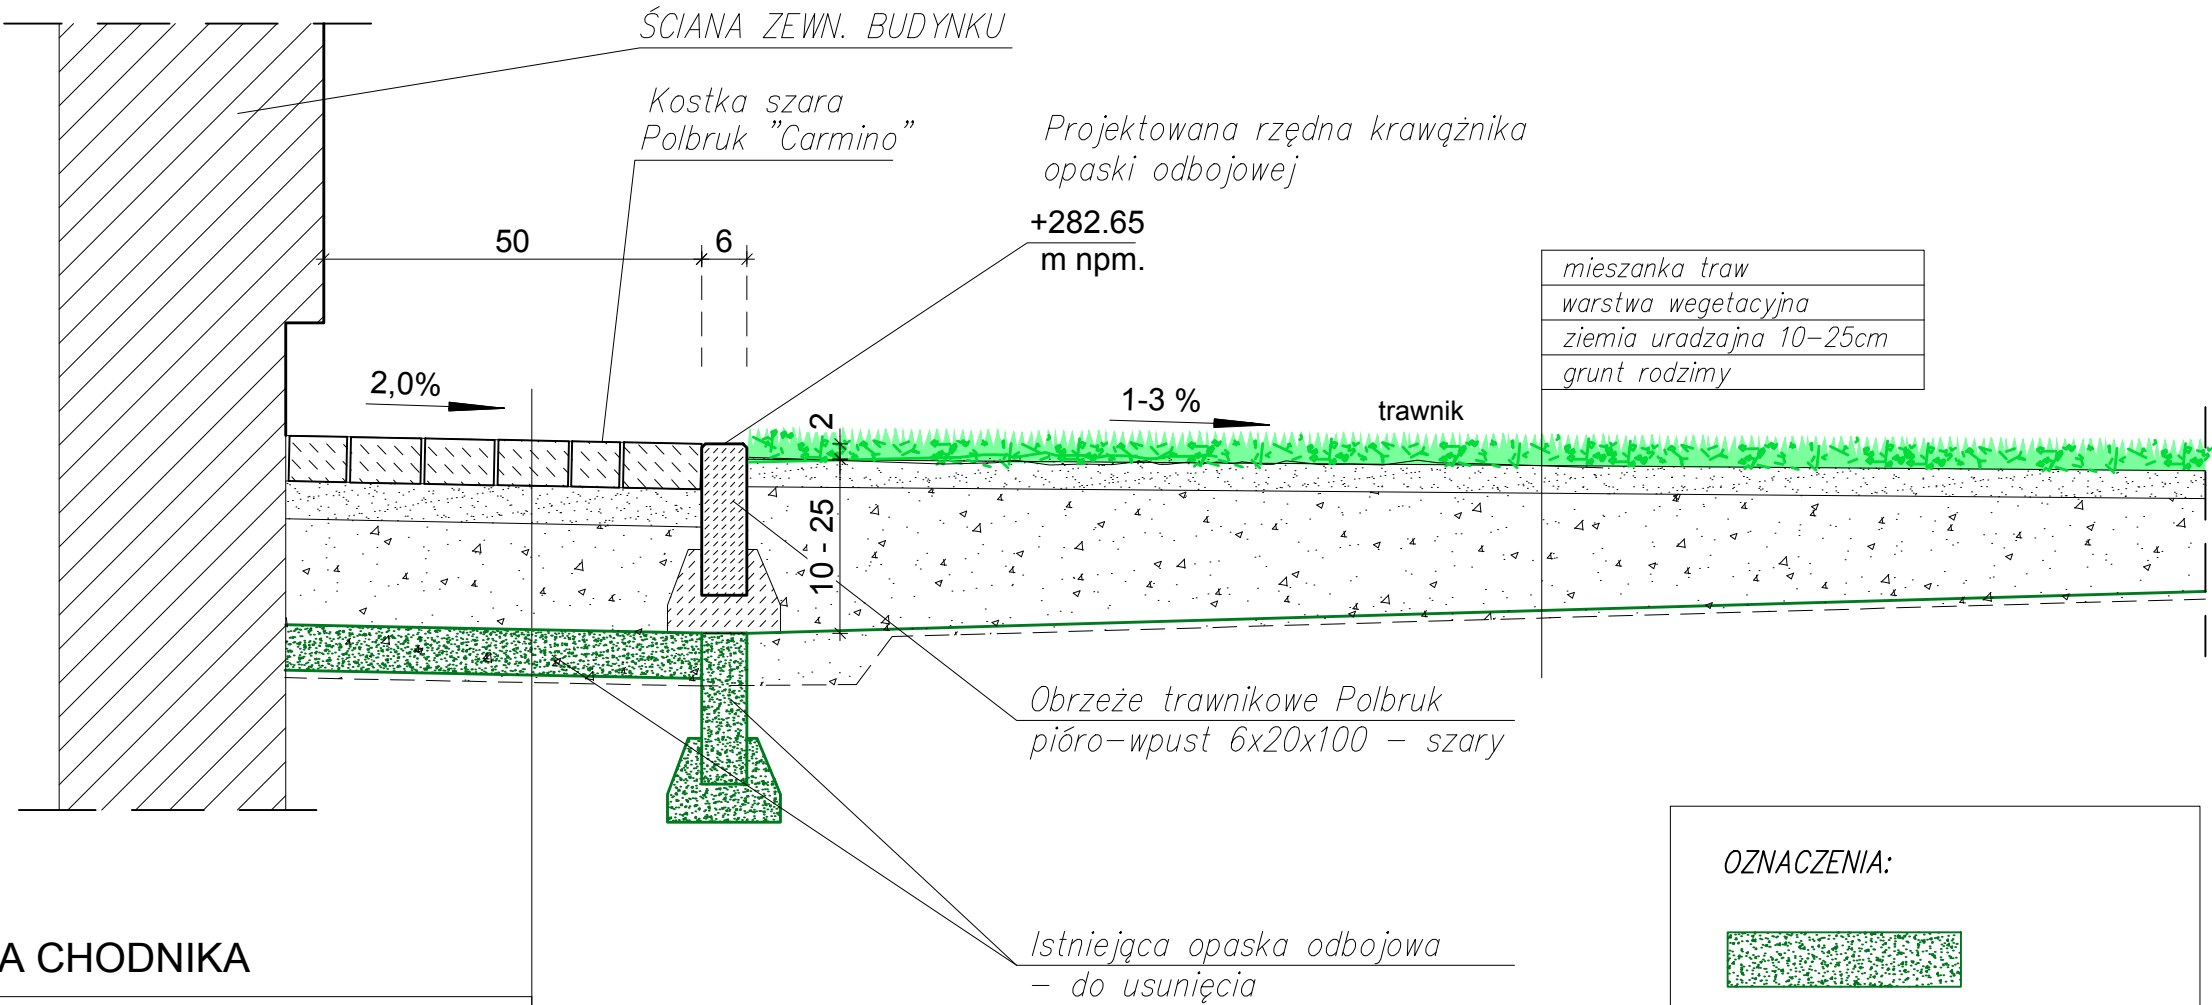 ŚCIANA ZEWN. BUDYNKU
Kostka szara
Polbruk "Carmino"
Projektowana rzędna krawążnika
opaski odbojowej
+282.65
m npm.
50
6
mieszanka traw
warstwa wegetacyjna
ziemia uradzajna 10-25cm
grunt rodzimy
2,0%
1-3 %
trawnik
2
10 - 25
Obrzeże trawnikowe Polbruk
pióro-wpust 6x20x100 - szary
OZNACZENIA:
Istniejąca opaska odbojowa
- do usunięcia
A CHODNIKA